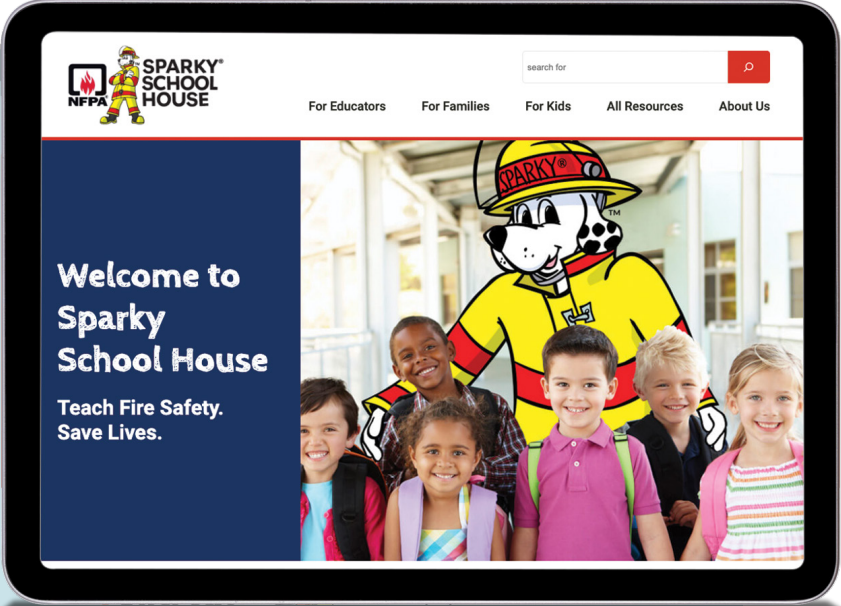 SPARKY®
SCHOOL
HOUSE
NFPA
search for
For Educators
For Families
For Kids
All Resources
About Us
SPARKY®
TM
Welcome to
Sparky
School House
Teach Fire Safety.
Save Lives.